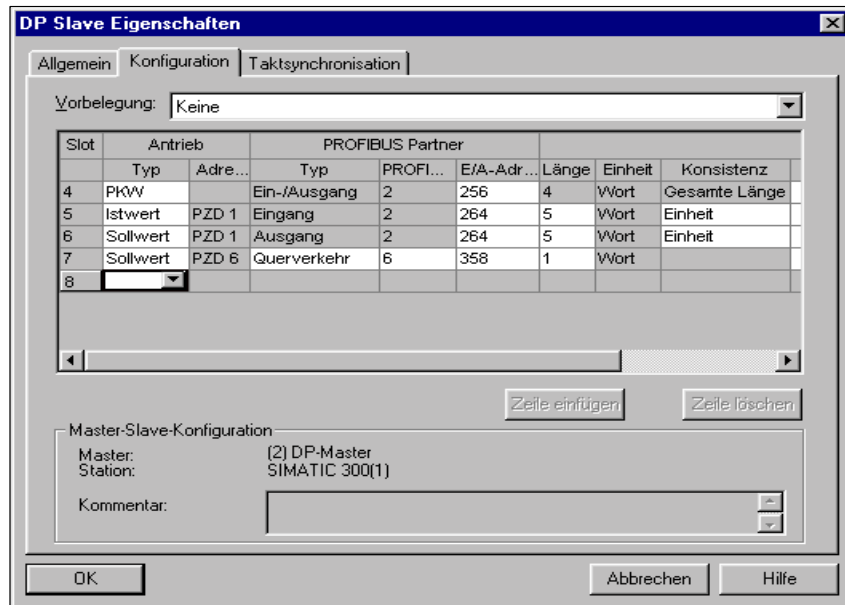 DP Slave Eigenschaften
Allgemein Konfiguration Taktsynchronisation
Vorbelegung: Keine
Slot Antrieb PROFIBUS Partner
Typ Adre... Typ PROFI... E/A-Adr... Länge Einheit Konsistenz
4 PKW Ein-/Ausgang 2 256 4 Wort Gesamte Länge
5 Istwert PZD 1 Eingang 2 264 5 Wort Einheit
6 Sollwert PZD 1 Ausgang 2 264 5 Wort Einheit
7 Sollwert PZD 6 Querverkehr 6 358 1 Wort
8
Zeile einfügen Zeile löschen
Master-Slave-Konfiguration
Master: (2) DP-Master
Station: SIMATIC 300(1)
Kommentar:
OK Abbrechen Hilfe